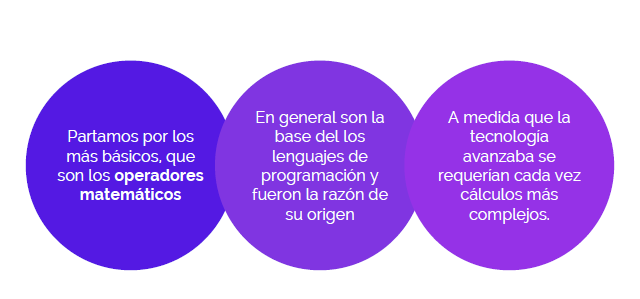 Partamos por los
más básicos, que
son los operadores
matemáticos
En general son la
base del los
lenguajes de
programación y
fueron la razón de
su origen
A medida que la
tecnología
avanzaba se
requerían cada vez
cálculos más
complejos.